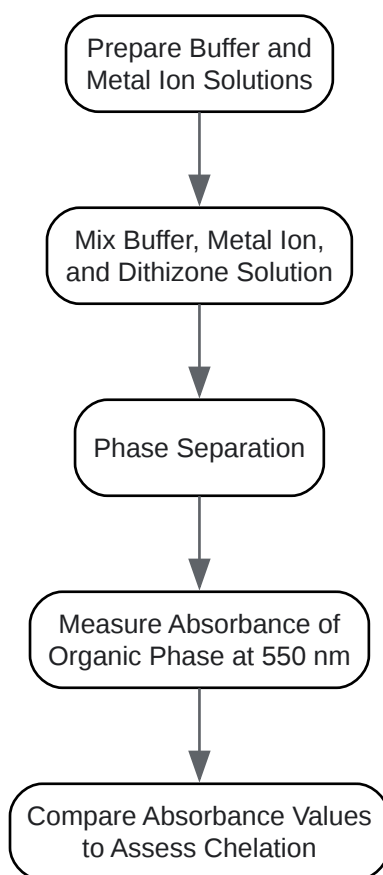 Prepare Buffer and
Metal Ion Solutions
Mix Buffer, Metal Ion,
and Dithizone Solution
Phase Separation
Measure Absorbance of
Organic Phase at 550 nm
Compare Absorbance Values
to Assess Chelation